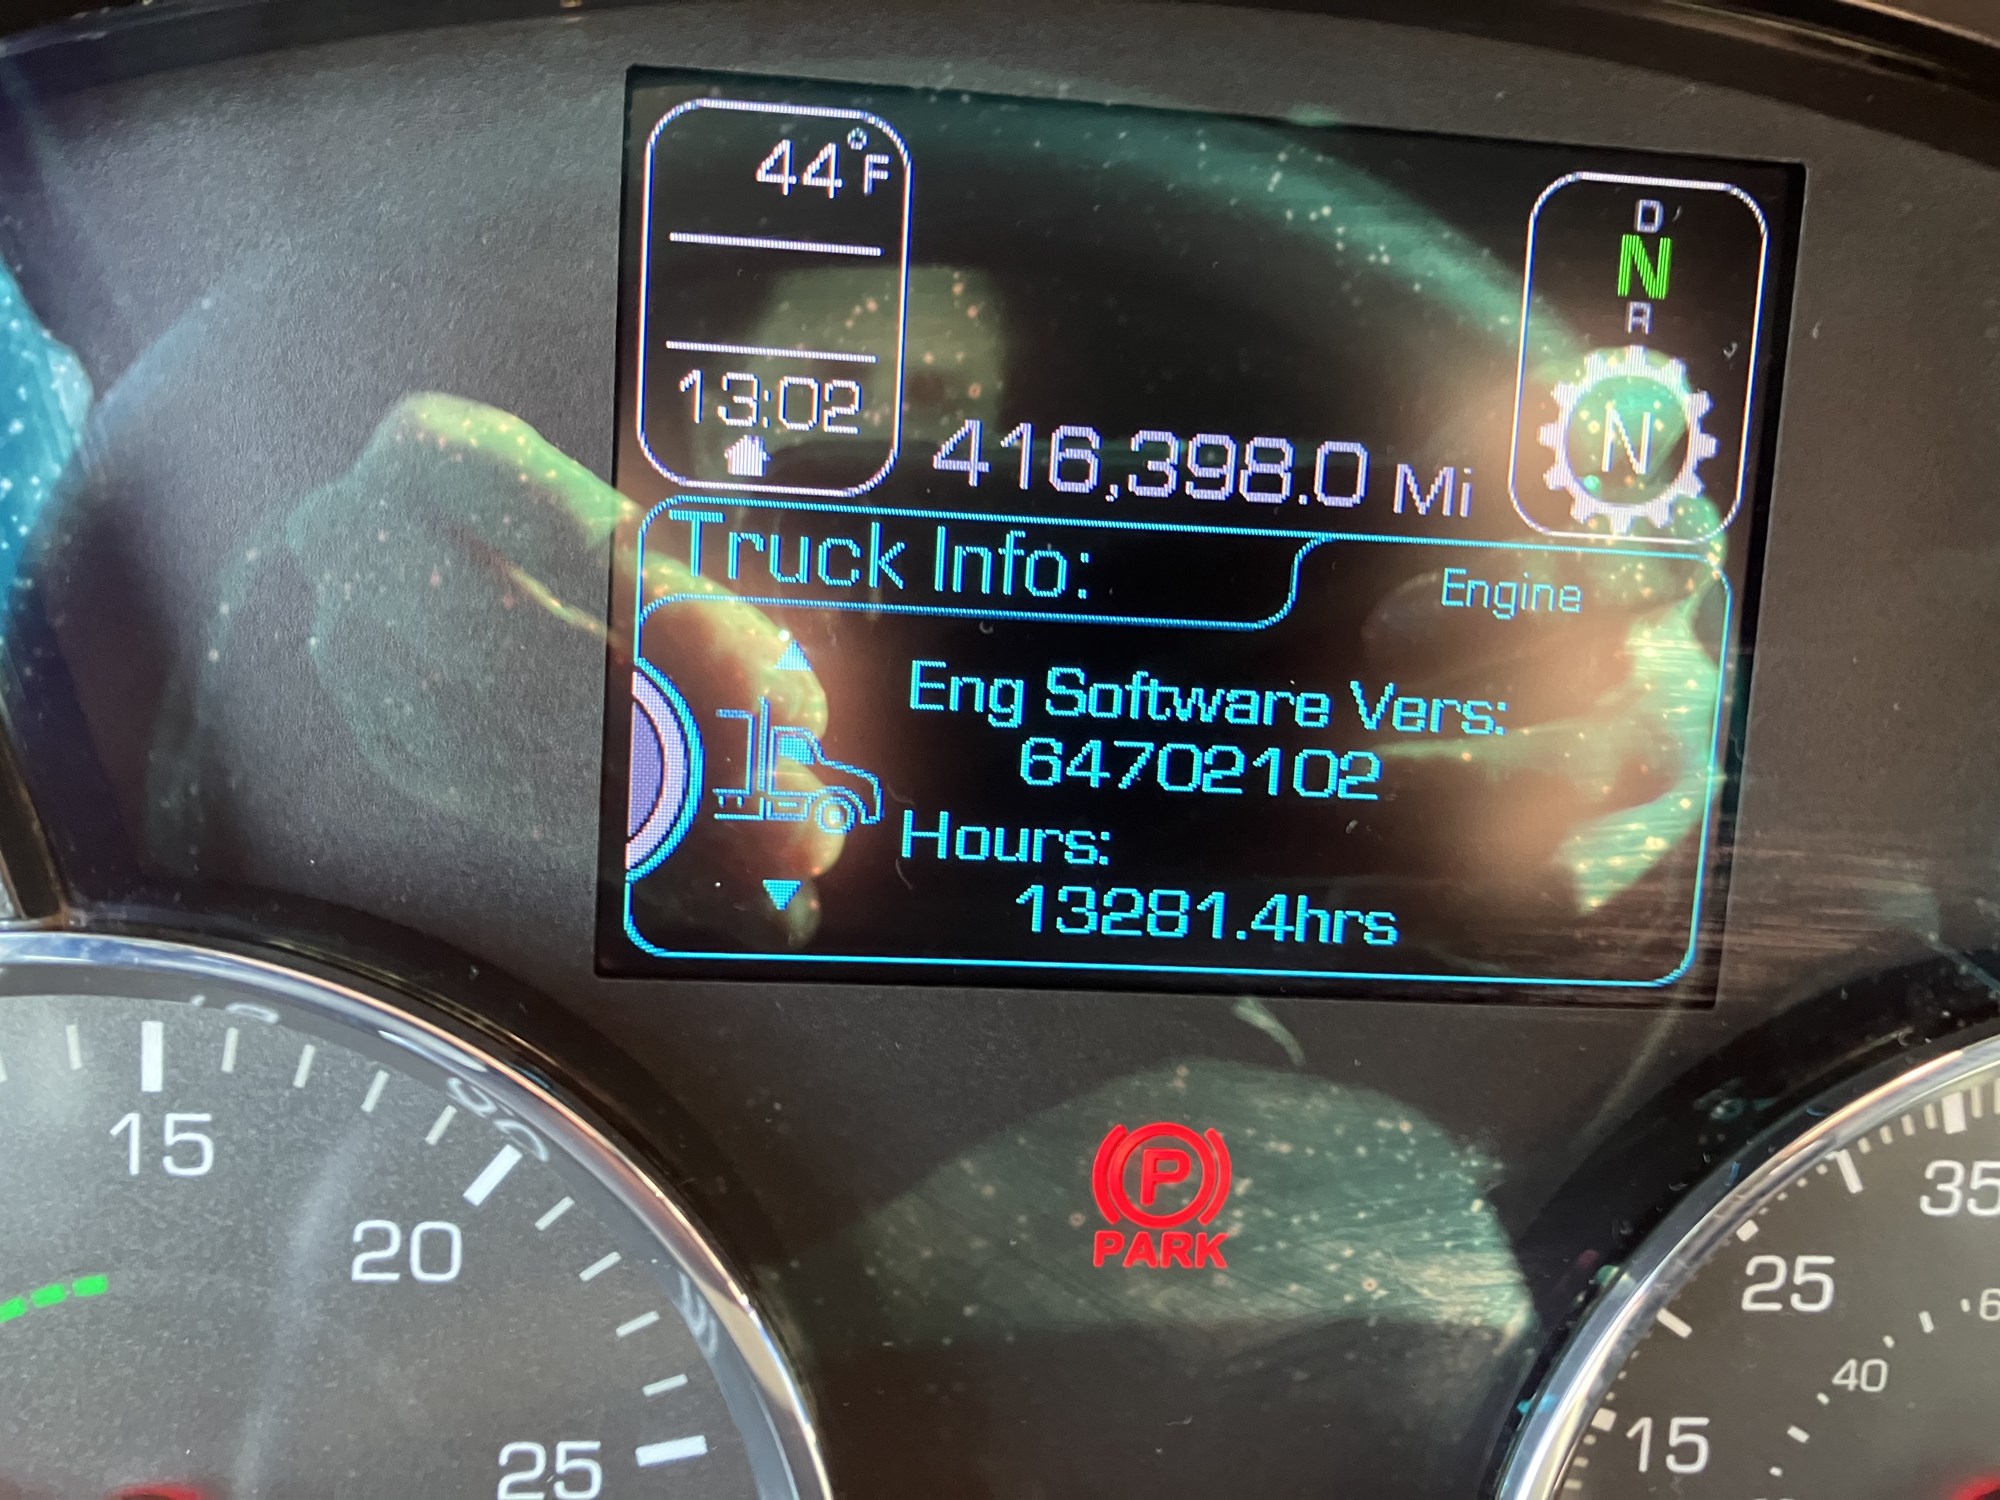 44°F
13:02
416,398.0 Mi
D
N
R
N
Truck Info:
Engine
Eng Software Vers:
64702102
Hours:
13281.4hrs
P
PARK
15
20
25
35
25
15
40
6